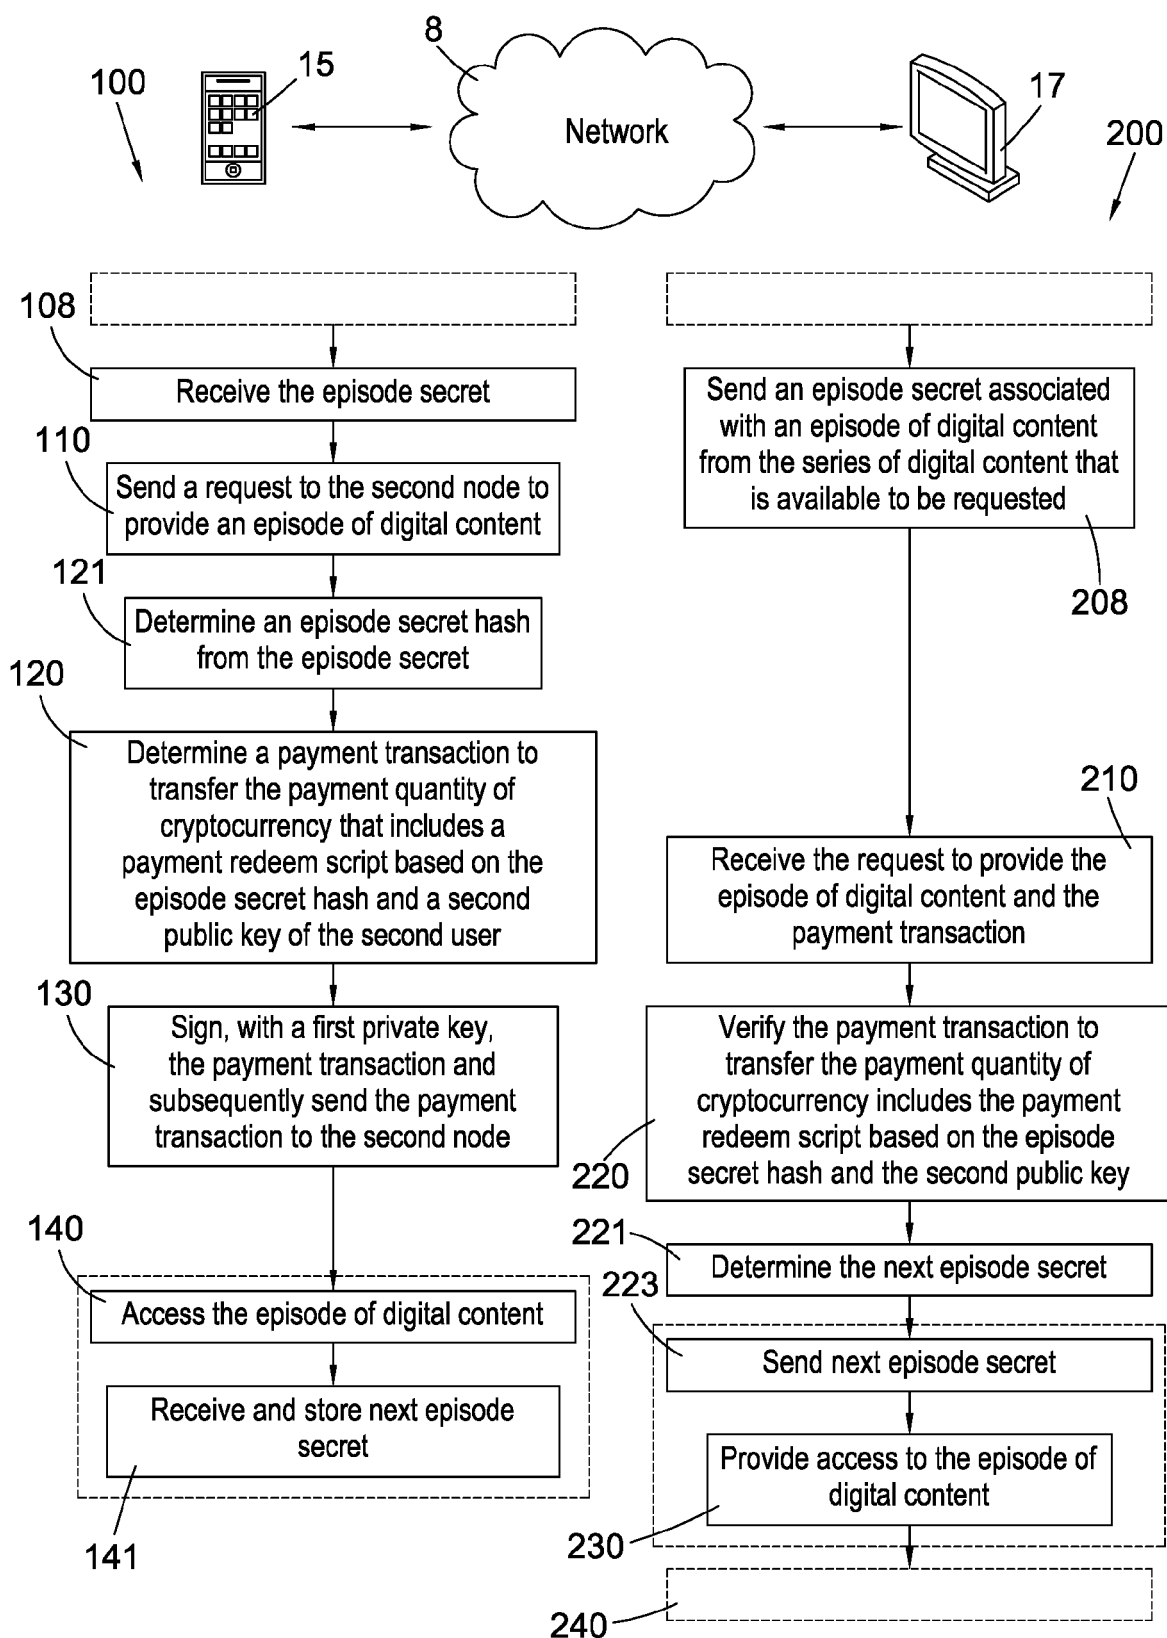 8
100
15
17
Network
200
108
Receive the episode secret
110
Send a request to the second node to
provide an episode of digital content
121
Determine an episode secret hash
from the episode secret
120
Determine a payment transaction to
transfer the payment quantity of
cryptocurrency that includes a
payment redeem script based on the
episode secret hash and a second
public key of the second user
130
Sign, with a first private key,
the payment transaction and
subsequently send the payment
transaction to the second node
140
Access the episode of digital content
Receive and store next episode
secret
141
Send an episode secret associated
with an episode of digital content
from the series of digital content that
is available to be requested
208
210
Receive the request to provide the
episode of digital content and the
payment transaction
Verify the payment transaction to
transfer the payment quantity of
cryptocurrency includes the payment
redeem script based on the episode
secret hash and the second public key
220
221
Determine the next episode secret
223
Send next episode secret
Provide access to the episode of
digital content
230
240